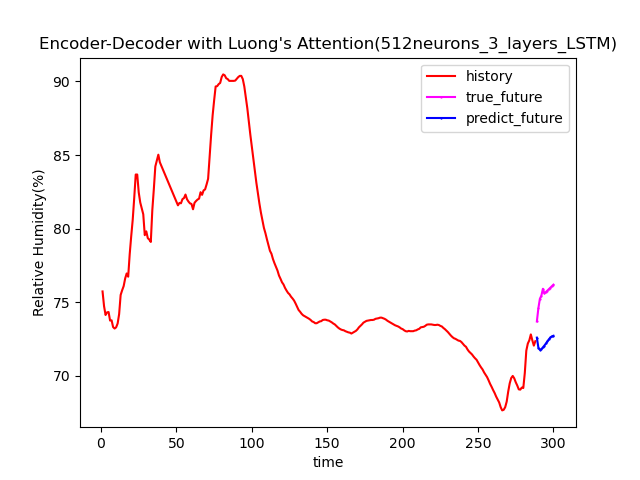 Encoder-Decoder with Luong's Attention(512neurons_3_layers_LSTM)
history
true_future
predict_future
Relative Humidity(%)
90
85
80
75
70
0
50
100
150
200
250
300
time